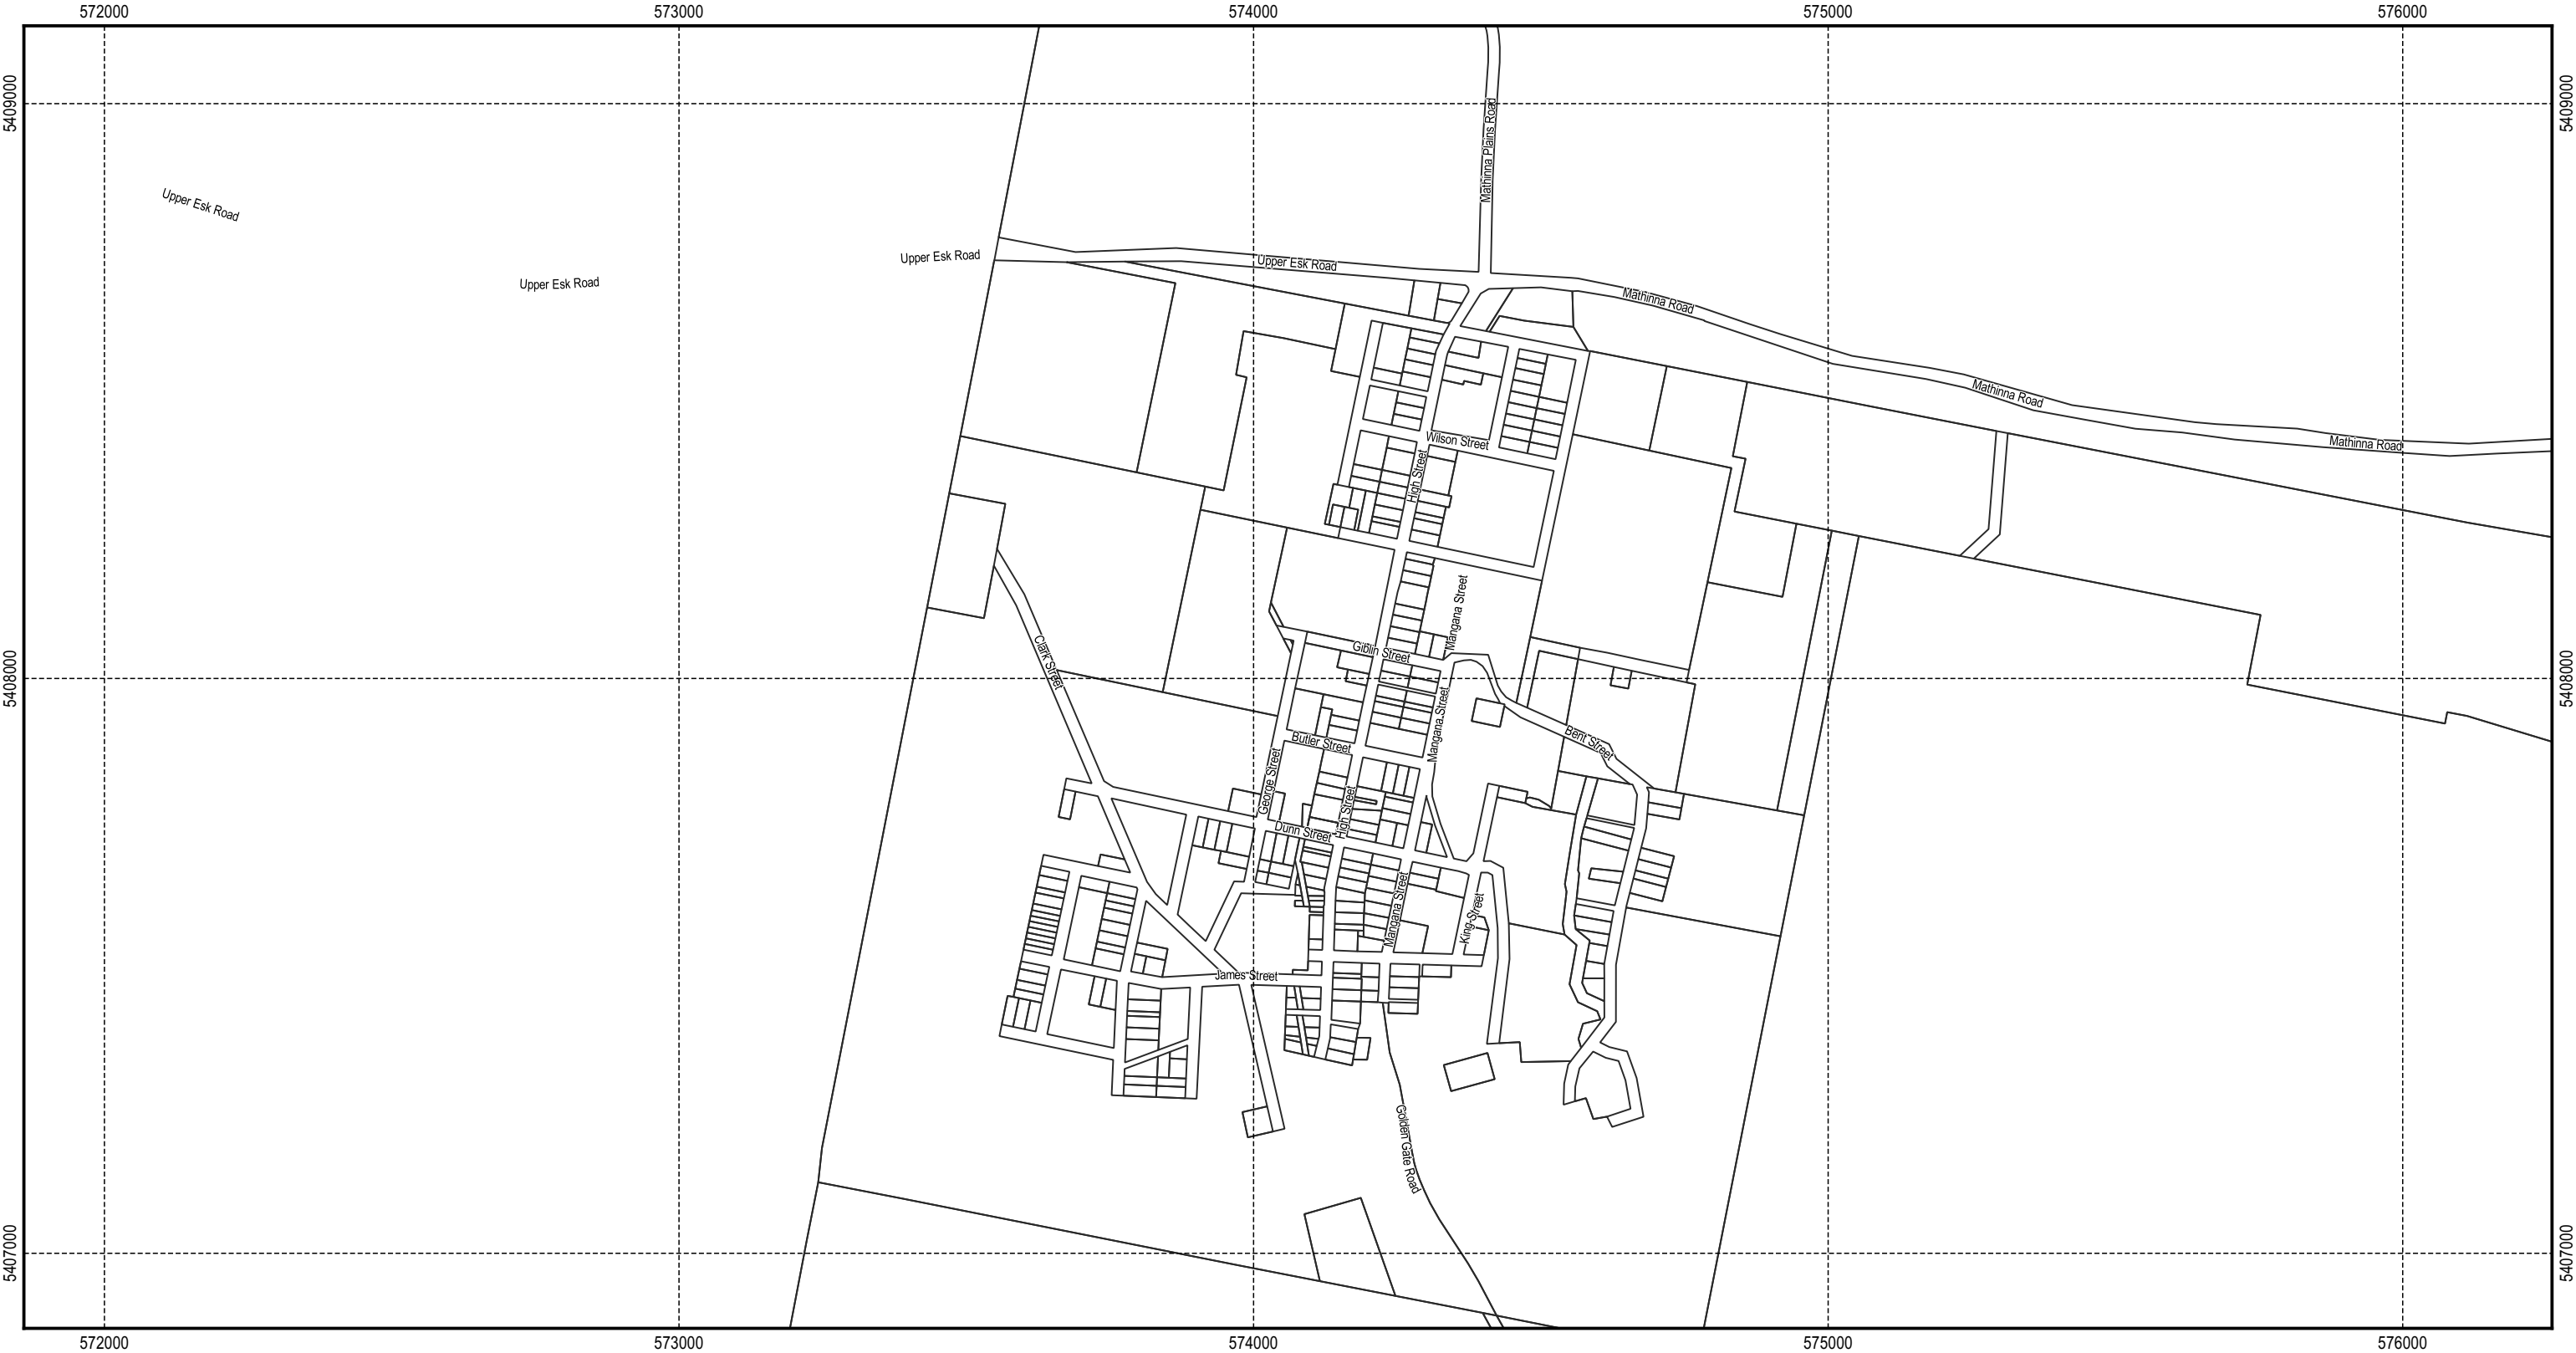 572000
573000
574000
575000
576000
5409000
5409000
Mathinna Plains Road
Upper Esk Road
Upper Esk Road
Upper Esk Road
Upper Esk Road
Mathinna Road
Mathinna Road
Mathinna Road
Wilson Street
High Street
Mangana Street
Giblin Street
Clark Street
5408000
5408000
Mangana Street
Bent Street
Butler Street
George Street
High Street
Dunn Street
Mangana Street
King Street
James Street
Golden Gate Road
5407000
5407000
572000
573000
574000
575000
576000